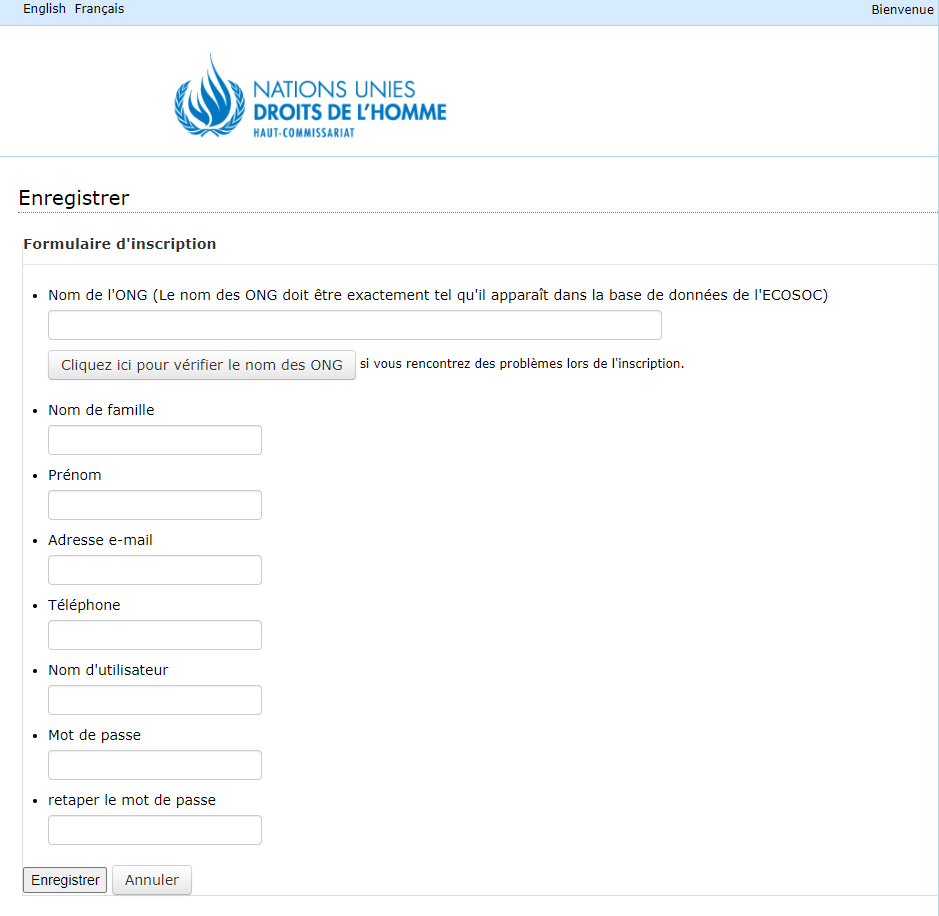 English Français
Bienvenue
NATIONS UNIES
DROITS DE L'HOMME
HAUT-COMMISSARIAT
Enregistrer
Formulaire d'inscription
Nom de l'ONG (Le nom des ONG doit être exactement tel qu'il apparaît dans la base de données de l'ECOSOC)
Cliquez ici pour vérifier le nom des ONG si vous rencontrez des problèmes lors de l'inscription.
Nom de famille
Prénom
Adresse e-mail
Téléphone
Nom d'utilisateur
Mot de passe
retaper le mot de passe
Enregistrer Annuler